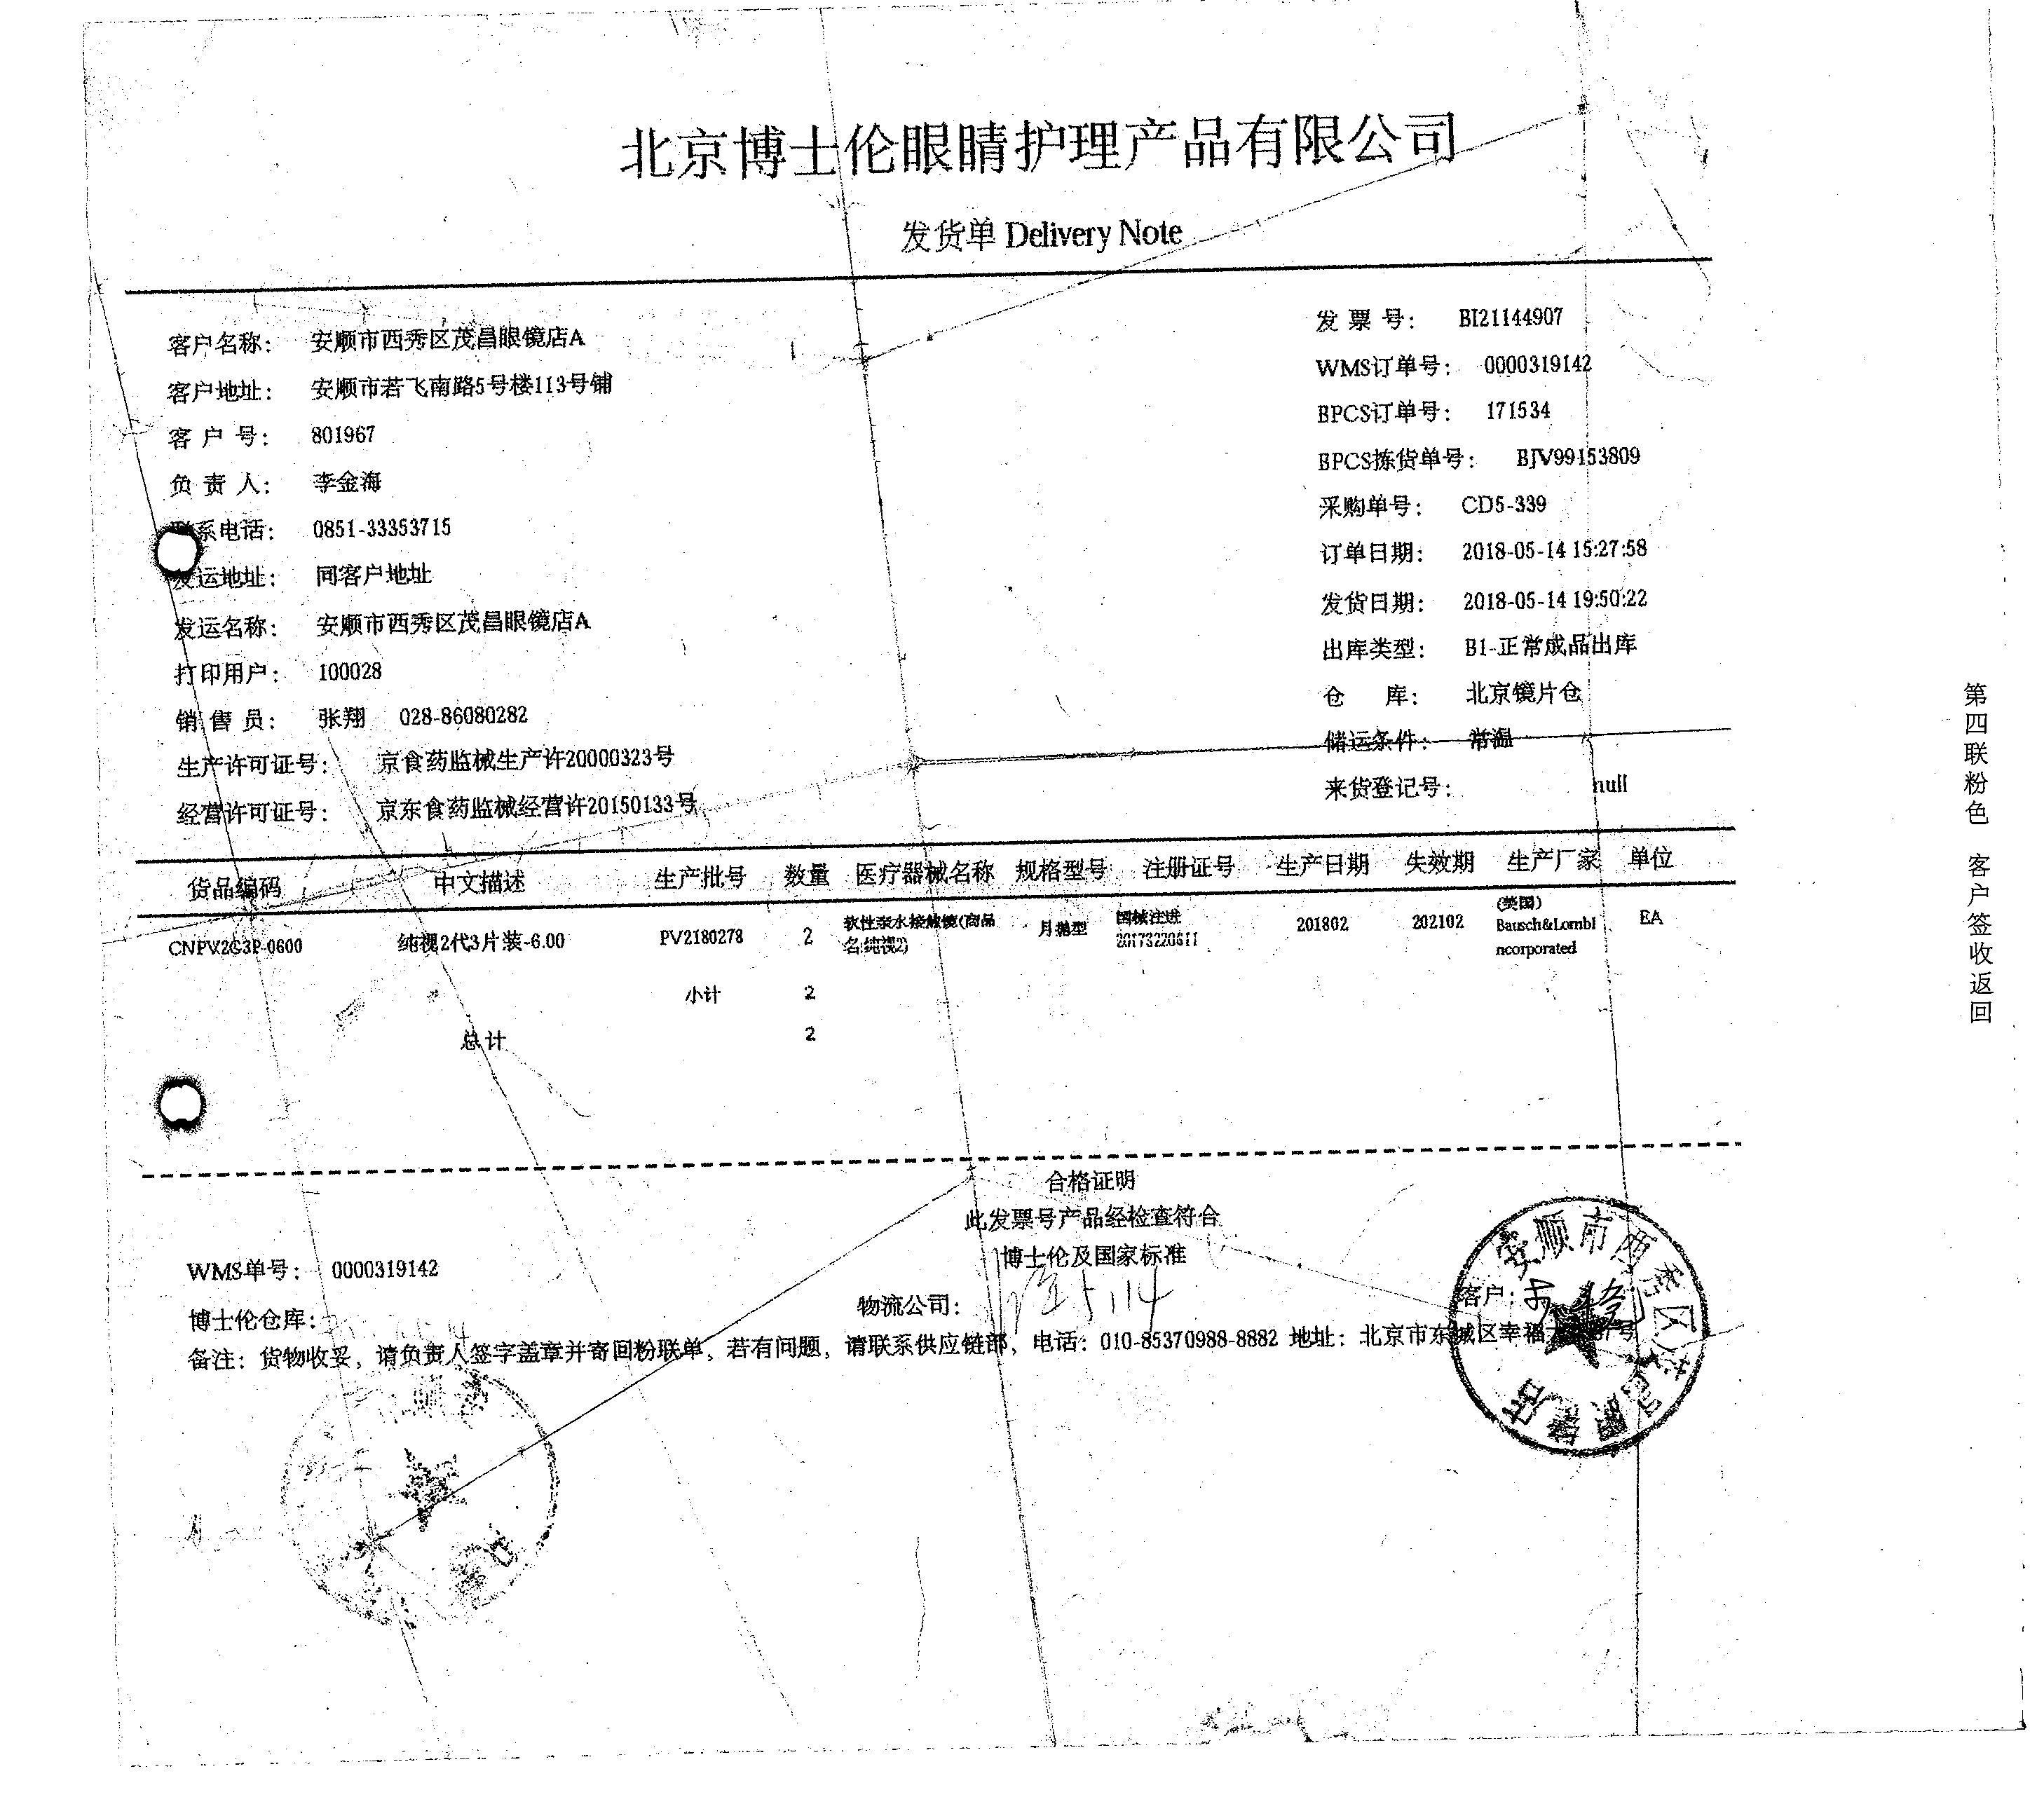 北京博士伦眼睛护理产品有限公司
发货单 Delivery Note
客户名称： 安顺市西秀区茂昌眼镜店A
客户地址： 安顺市若飞南路5号楼113号铺
客 户 号： 801967
负 责 人： 李金海
联系电话： 0851-33353715
发运地址： 同客户地址
发运名称： 安顺市西秀区茂昌眼镜店A
打印用户： 100028
销 售 员： 张翔 028-86080282
生产许可证号： 京食药监械生产许20000323号
经营许可证号： 京东食药监械经营许20150133号
发 票 号： BI21144907
WMS订单号： 0000319142
BPCS订单号： 171534
BPCS拣货单号： BJV99153809
采购单号： CD5-339
订单日期： 2018-05-14 15:27:58
发货日期： 2018-05-14 19:50:22
出库类型： B1-正常成品出库
仓 库： 北京镜片仓
储运条件： 常温
来货登记号： null
货品编码 中文描述 生产批号 数量 医疗器械名称 规格型号 注册证号 生产日期 失效期 生产厂家 单位
CNPV2G3P-0600 纯视2代3片装-6.00 PV2180278 2 软性亲水接触镜(商品名:纯视2) 月抛型 国械注进20173220611 201802 202102 (美国) Bausch&LombIncorporated EA
小计 2
总计 2
合格证明
此发票号产品经检查符合
博士伦及国家标准
WMS单号： 0000319142
博士伦仓库：
物流公司： 5.14
客户：
备注：货物收妥，请负责人签字盖章并寄回粉联单，若有问题，请联系供应链部，电话：010-85370988-8882 地址：北京市东城区幸福
安顺市西秀区茂昌眼镜店
第四联粉色 客户签收返回